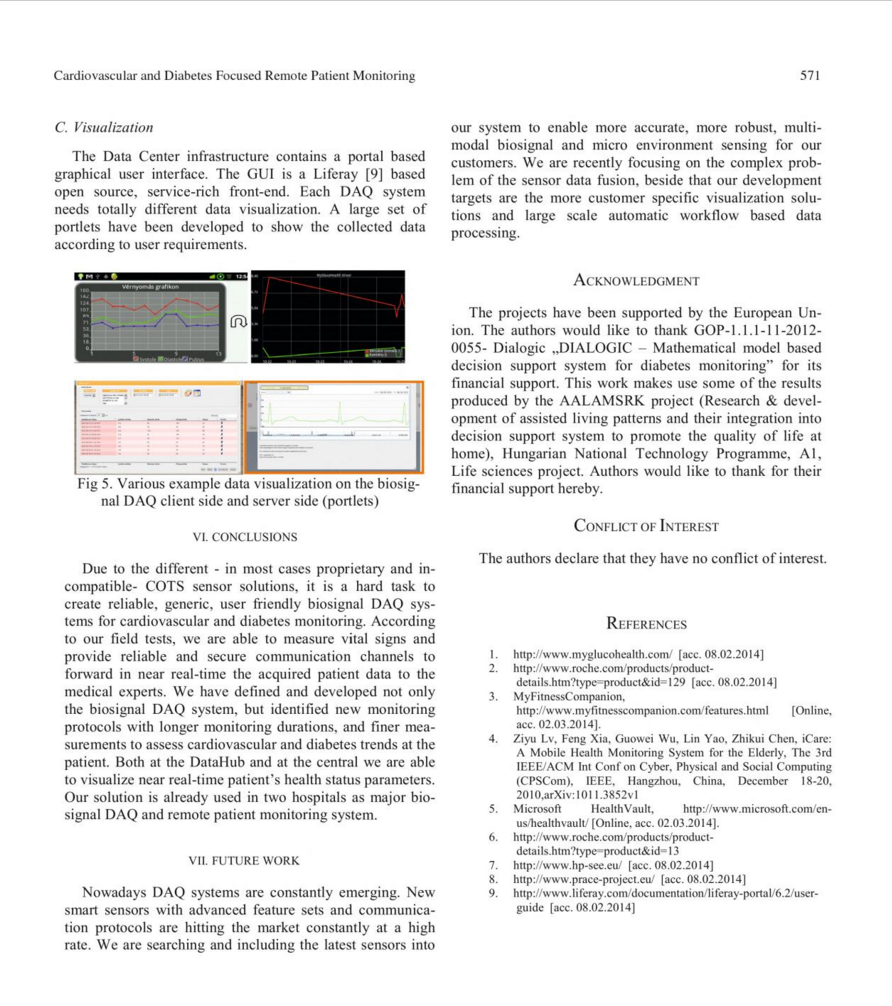 Cardiovascular and Diabetes Focused Remote Patient Monitoring
571
C. Visualization
The Data Center infrastructure contains a portal based
graphical user interface. The GUI is a Liferay [9] based
open source, service-rich front-end. Each DAQ system
needs totally different data visualization. A large set of
portlets have been developed to show the collected data
according to user requirements.
Vérnyomás grafikon
Fig 5. Various example data visualization on the biosig-
nal DAQ client side and server side (portlets)
VI. CONCLUSIONS
Due to the different - in most cases proprietary and in-
compatible- COTS sensor solutions, it is a hard task to
create reliable, generic, user friendly biosignal DAQ sys-
tems for cardiovascular and diabetes monitoring. According
to our field tests, we are able to measure vital signs and
provide reliable and secure communication channels to
forward in near real-time the acquired patient data to the
medical experts. We have defined and developed not only
the biosignal DAQ system, but identified new monitoring
protocols with longer monitoring durations, and finer mea-
surements to assess cardiovascular and diabetes trends at the
patient. Both at the DataHub and at the central we are able
to visualize near real-time patient's health status parameters.
Our solution is already used in two hospitals as major bio-
signal DAQ and remote patient monitoring system.
VII. FUTURE WORK
Nowadays DAQ systems are constantly emerging. New
smart sensors with advanced feature sets and communica-
tion protocols are hitting the market constantly at a high
rate. We are searching and including the latest sensors into
our system to enable more accurate, more robust, multi-
modal biosignal and micro environment sensing for our
customers. We are recently focusing on the complex prob-
lem of the sensor data fusion, beside that our development
targets are the more customer specific visualization solu-
tions and large scale automatic workflow based data
processing.
ACKNOWLEDGMENT
The projects have been supported by the European Un-
ion. The authors would like to thank GOP-1.1.1-11-2012-
0055- Dialogic „DIALOGIC – Mathematical model based
decision support system for diabetes monitoring” for its
financial support. This work makes use some of the results
produced by the AALAMSRK project (Research & devel-
opment of assisted living patterns and their integration into
decision support system to promote the quality of life at
home), Hungarian National Technology Programme, A1,
Life sciences project. Authors would like to thank for their
financial support hereby.
CONFLICT OF INTEREST
The authors declare that they have no conflict of interest.
REFERENCES
1. http://www.myglucohealth.com/ [acc. 08.02.2014]
2. http://www.roche.com/products/product-
details.htm?type=product&id=129 [acc. 08.02.2014]
3. MyFitnessCompanion,
http://www.myfitnesscompanion.com/features.html [Online,
acc. 02.03.2014].
4. Ziyu Lv, Feng Xia, Guowei Wu, Lin Yao, Zhikui Chen, iCare:
A Mobile Health Monitoring System for the Elderly, The 3rd
IEEE/ACM Int Conf on Cyber, Physical and Social Computing
(CPSCom), IEEE, Hangzhou, China, December 18-20,
2010,arXiv:1011.3852v1
5. Microsoft HealthVault, http://www.microsoft.com/en-
us/healthvault/ [Online, acc. 02.03.2014].
6. http://www.roche.com/products/product-
details.htm?type=product&id=13
7. http://www.hp-see.eu/ [acc. 08.02.2014]
8. http://www.prace-project.eu/ [acc. 08.02.2014]
9. http://www.liferay.com/documentation/liferay-portal/6.2/user-
guide [acc. 08.02.2014]